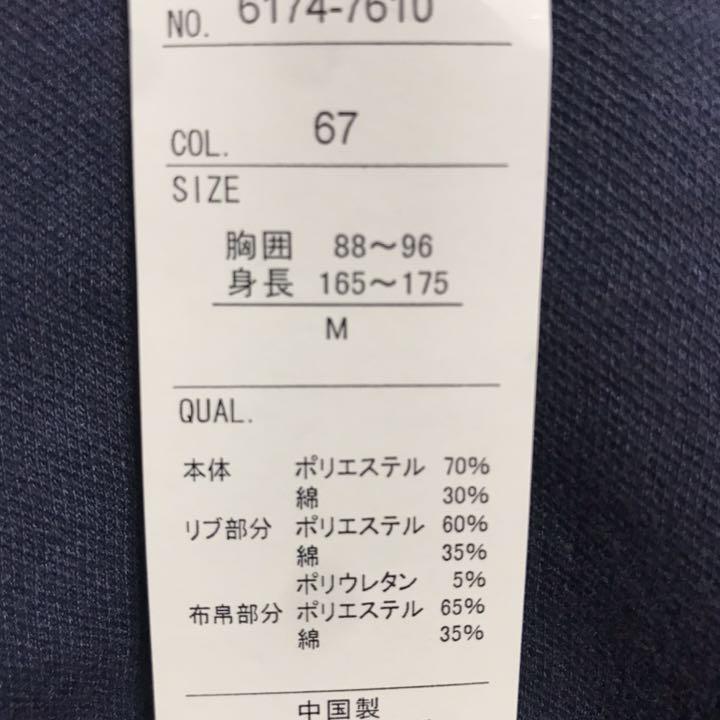 NO. 6174-7610
COL. 67
SIZE
胸囲 88〜96
身長 165〜175
M
QUAL.
本体 ポリエステル 70%
綿 30%
リブ部分 ポリエステル 60%
綿 35%
ポリウレタン 5%
布帛部分 ポリエステル 65%
綿 35%
中国製